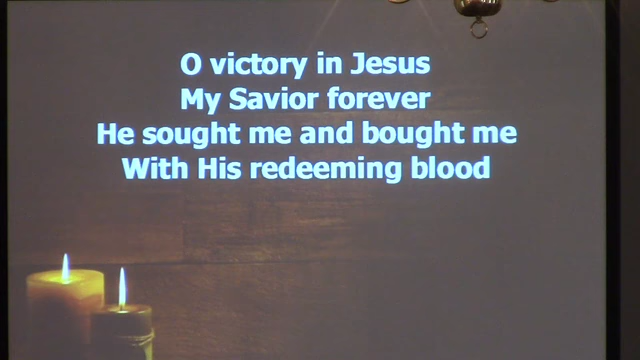 O victory in Jesus
My Savior forever
He sought me and bought me
With His redeeming blood